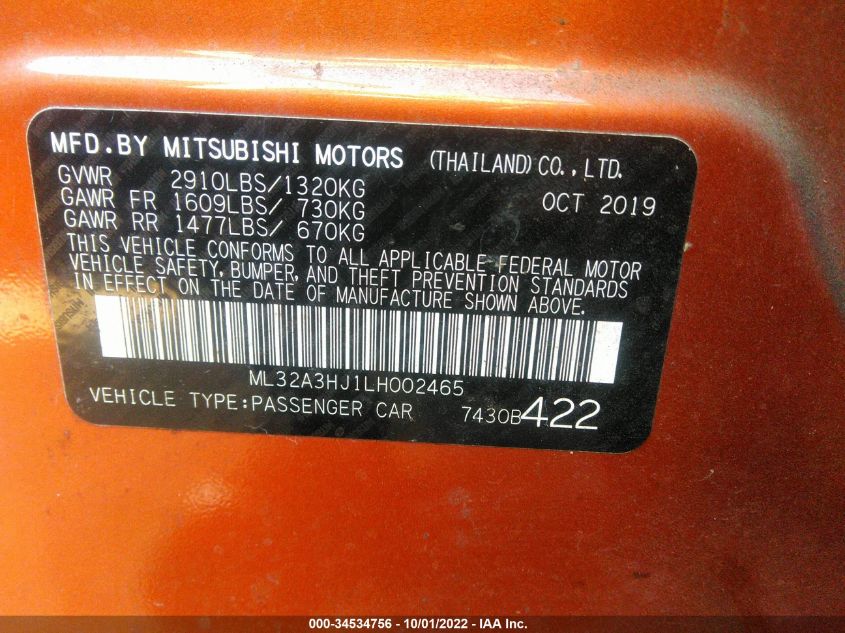 MFD.BY MITSUBISHI MOTORS (THAILAND)CO.,LTD.
GVWR 2910LBS/1320KG OCT 2019
GAWR FR 1609LBS/ 730KG
GAWR RR 1477LBS/ 670KG
THIS VEHICLE CONFORMS TO ALL APPLICABLE FEDERAL MOTOR
VEHICLE SAFETY, BUMPER, AND THEFT PREVENTION STANDARDS
IN EFFECT ON THE DATE OF MANUFACTURE SHOWN ABOVE.
ML32A3HJ1LH002465
VEHICLE TYPE:PASSENGER CAR 7430B422
000-34534756 - 10/01/2022 - IAA Inc.